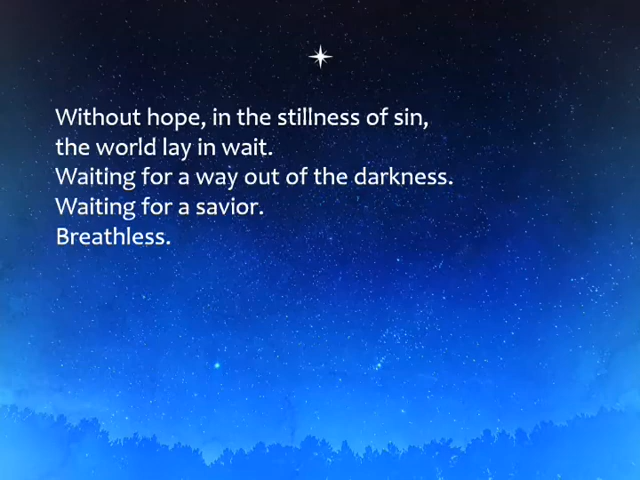 Without hope, in the stillness of sin,
the world lay in wait.
Waiting for a way out of the darkness.
Waiting for a savior.
Breathless.